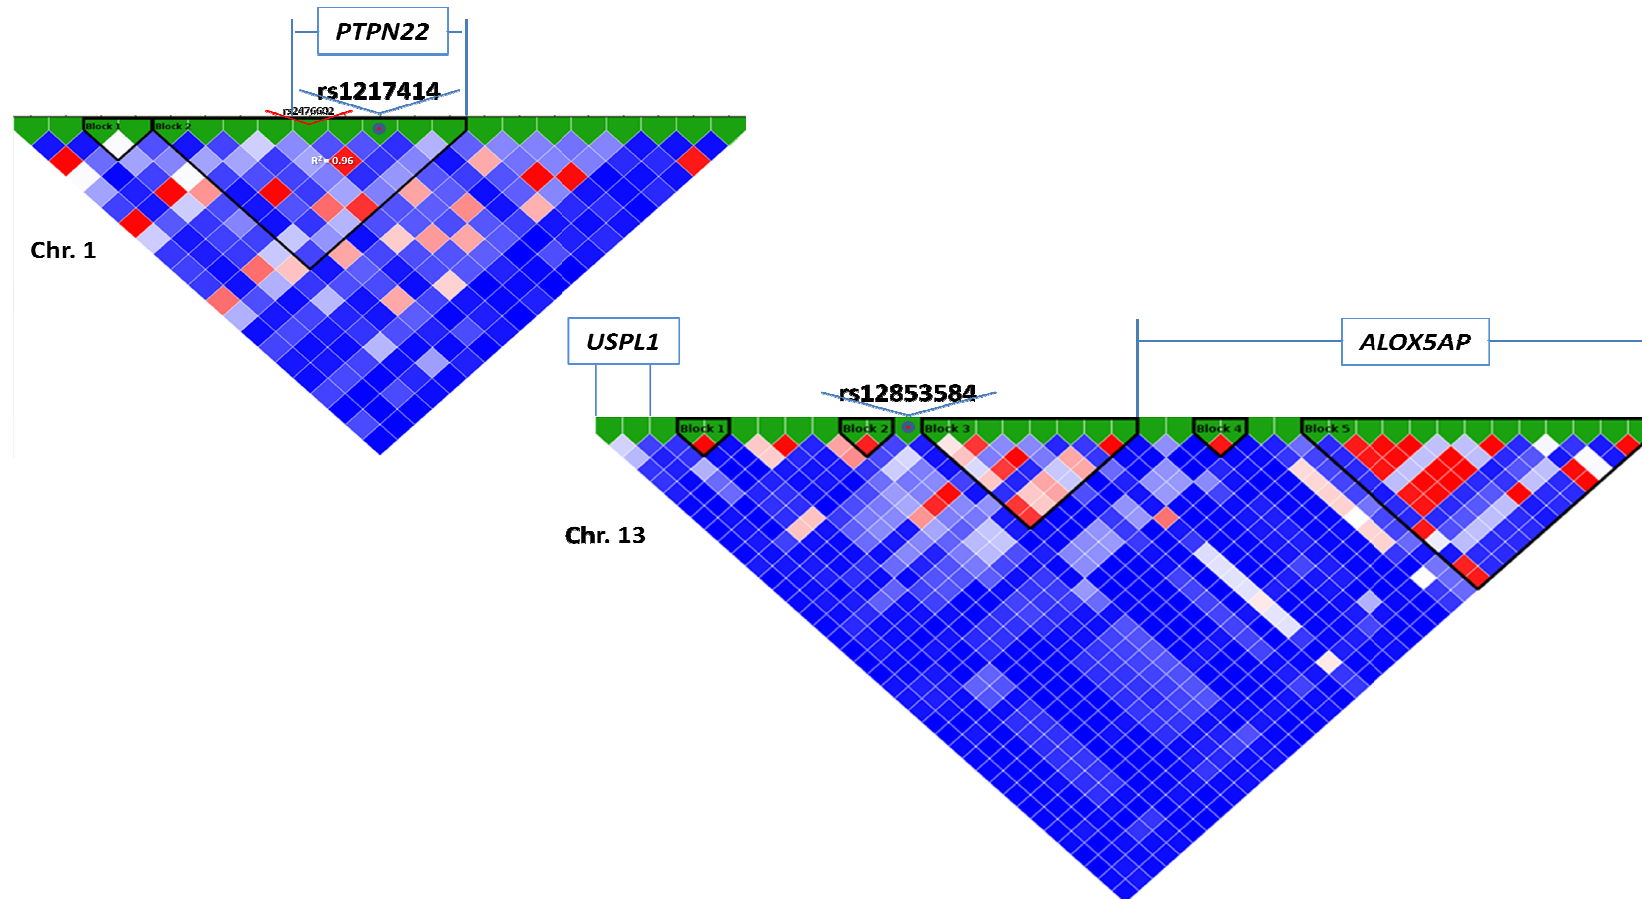 PTPN22
rs1217414
rs2476602
Block 1
Block 2
R²= 0.96
Chr. 1
USPL1
ALOX5AP
rs12853584
Block 1
Block 2
Block 3
Block 4
Block 5
Chr. 13